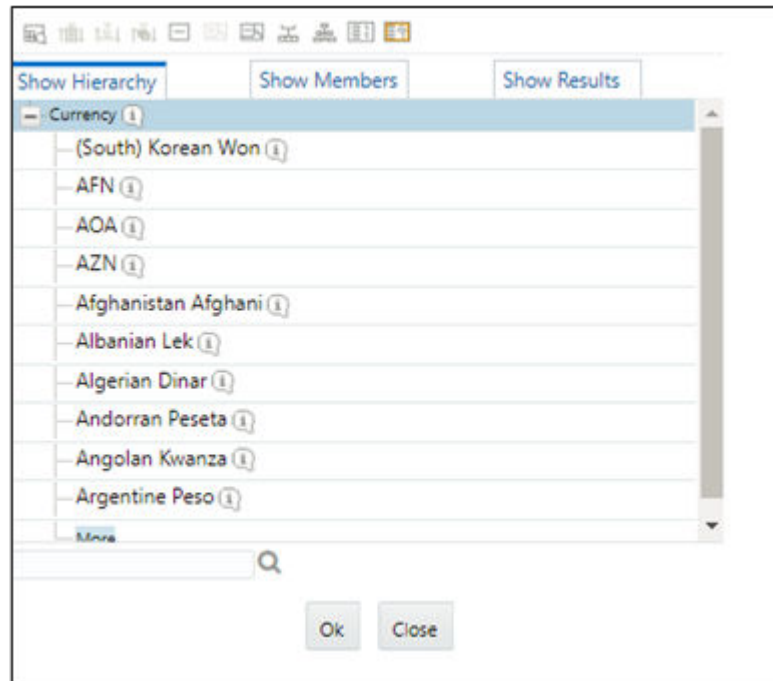 Show Hierarchy Show Members Show Results
Currency
(South) Korean Won
AFN
AOA
AZN
Afghanistan Afghani
Albanian Lek
Algerian Dinar
Andorran Peseta
Angolan Kwanza
Argentine Peso
More
Ok Close